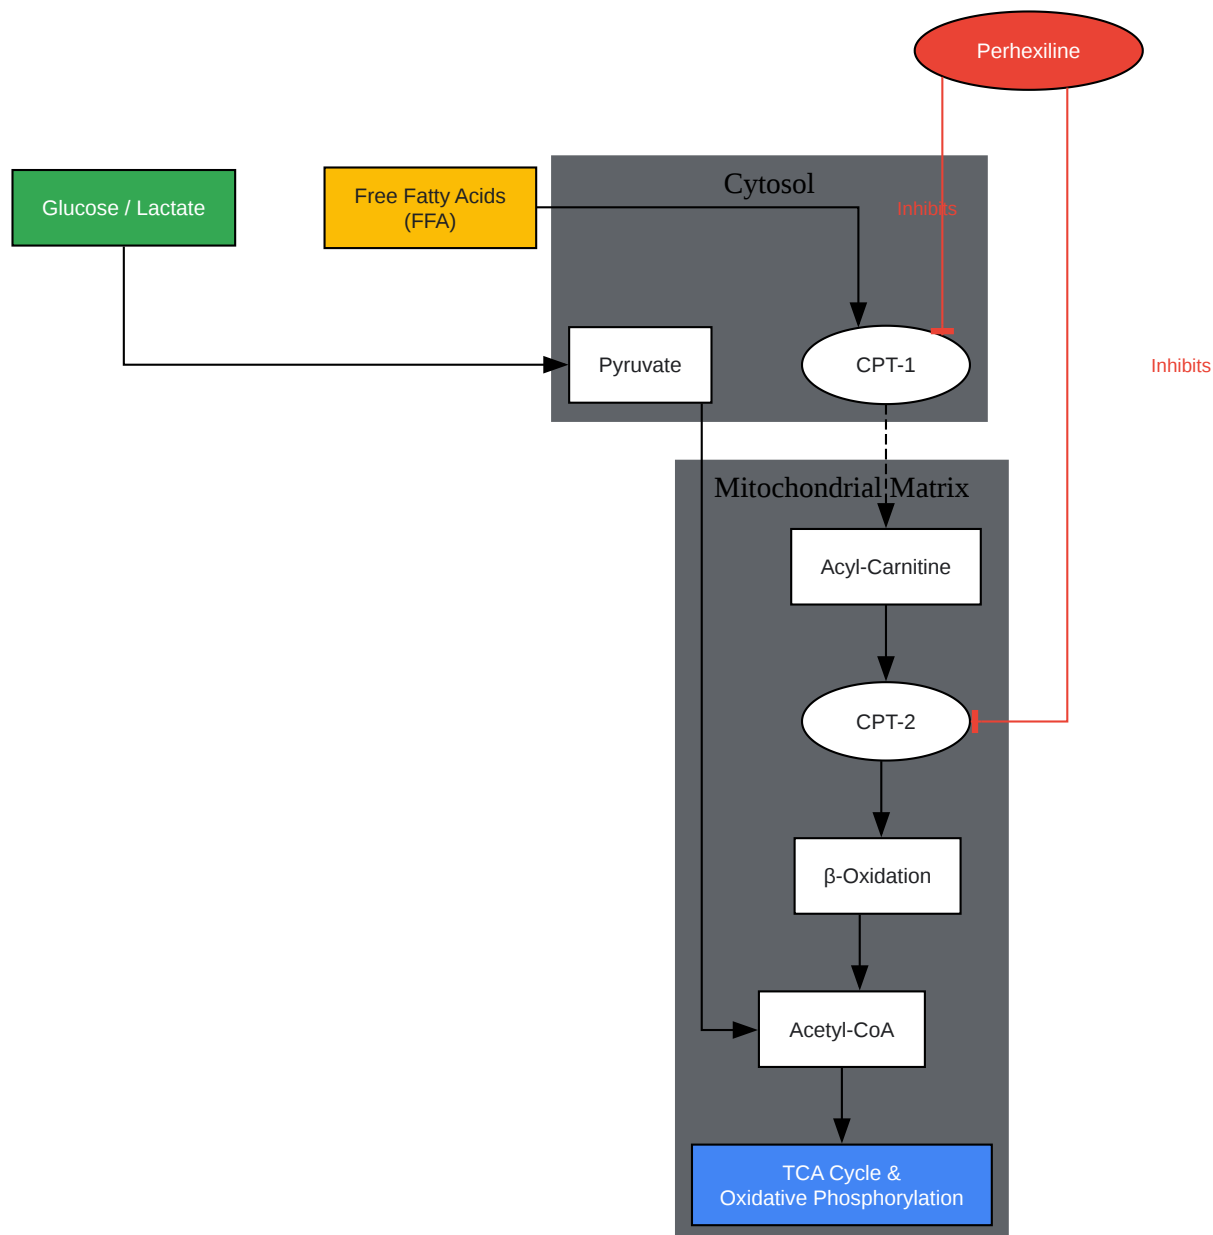 Perhexiline
Cytosol
Glucose / Lactate
Free Fatty Acids
(FFA)
Inhibits
Pyruvate
CPT-1
Inhibits
Mitochondrial Matrix
Acyl-Carnitine
CPT-2
β-Oxidation
Acetyl-CoA
TCA Cycle &
Oxidative Phosphorylation